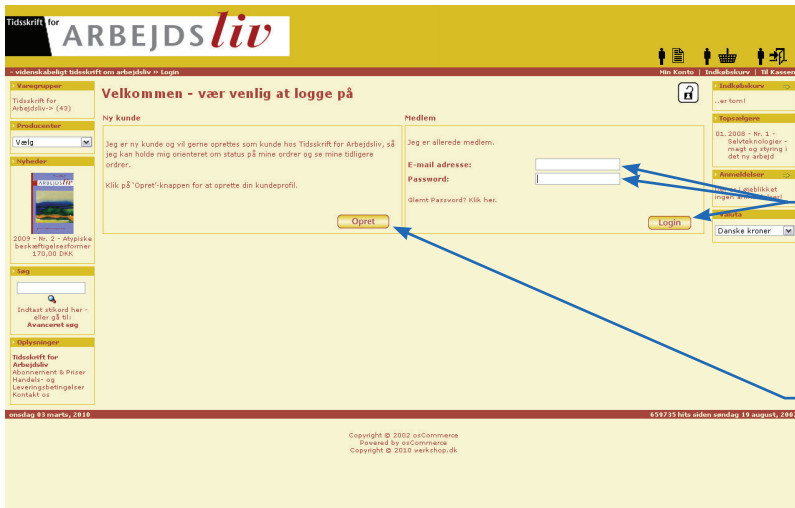 Tidsskrift for
ARBEJDSliv
- videnskabeligt tidsskrift om arbejdsliv » Login
Min Konto | Indkøbskurv | Til Kassen
Varegrupper
Tidsskrift for
Arbejdsliv-> (43)
Producenter
Vælg
Nyheder
ARBEJDSliv
2009 - Nr. 2 - Atypiske
beskæftigelsesformer
170,00 DKK
Søg
Indtast stikord her -
eller gå til:
Avanceret søg
Oplysninger
Tidsskrift for
Arbejdsliv
Abonnement & Priser
Handels- og
Leveringsbetingelser
Kontakt os
Velkommen - vær venlig at logge på
Ny kunde
Jeg er ny kunde og vil gerne oprettes som kunde hos Tidsskrift for Arbejdsliv, så
jeg kan holde mig orienteret om status på mine ordrer og se mine tidligere
ordrer.
Klik på 'Opret'-knappen for at oprette din kundeprofil.
Opret
Medlem
Jeg er allerede medlem.
E-mail adresse:
Password:
Glemt Password? Klik her.
Login
Indkøbskurv
..er tom!
Topsælgere
01. 2008 - Nr. 1 -
Selvteknologier -
magt og styring i
det ny arbejd
Anmeldelser
øjeblikket
ingen
Valuta
Danske kroner
onsdag 03 marts, 2010
659735 hits siden søndag 19 august, 2007
Copyright © 2002 osCommerce
Powered by osCommerce
Copyright © 2010 verkshop.dk